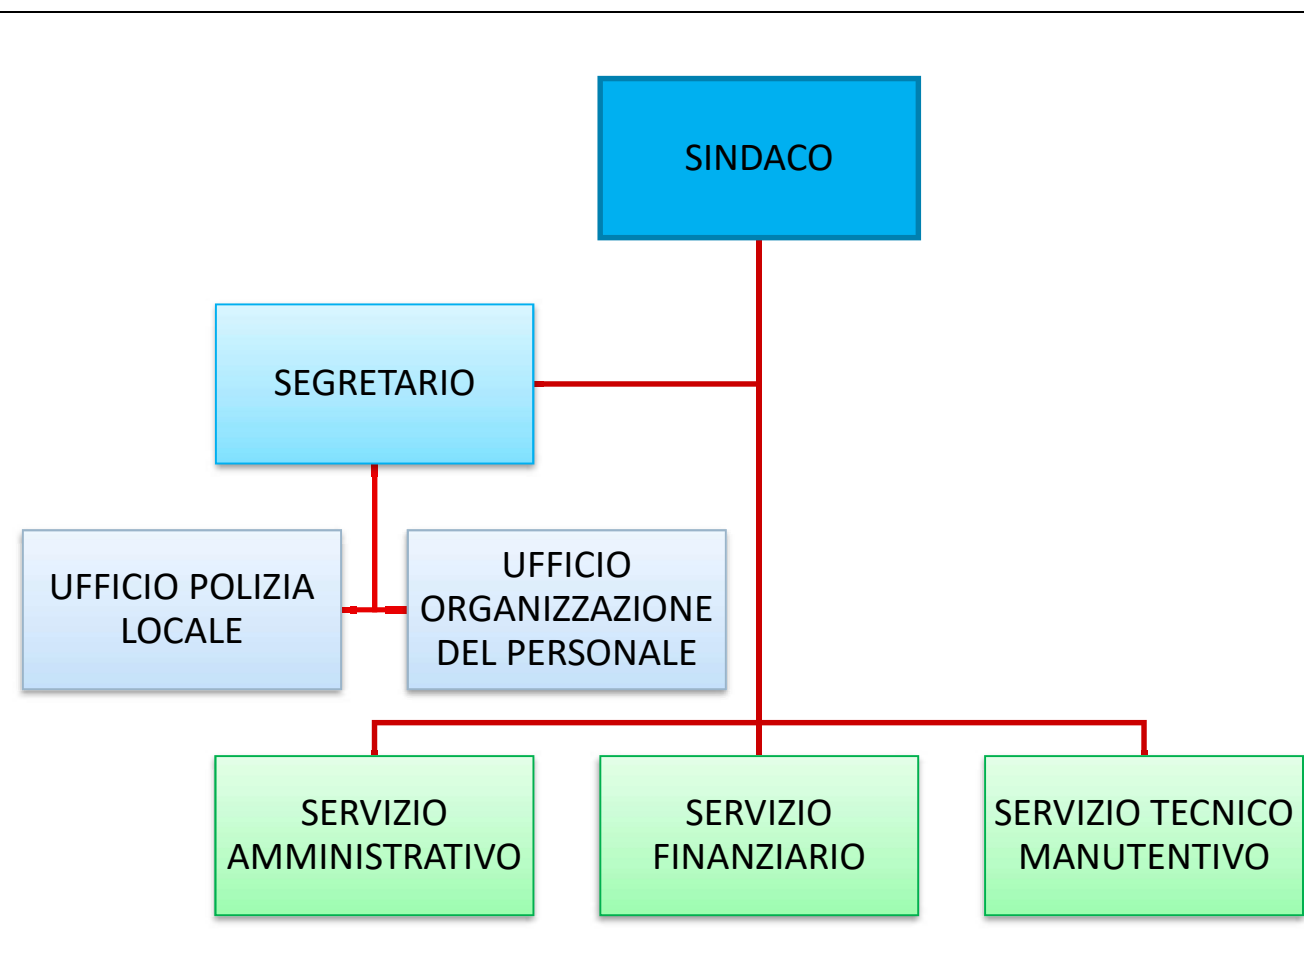 SINDACO
SEGRETARIO
UFFICIO POLIZIA
LOCALE
UFFICIO
ORGANIZZAZIONE
DEL PERSONALE
SERVIZIO
AMMINISTRATIVO
SERVIZIO
FINANZIARIO
SERVIZIO TECNICO
MANUTENTIVO